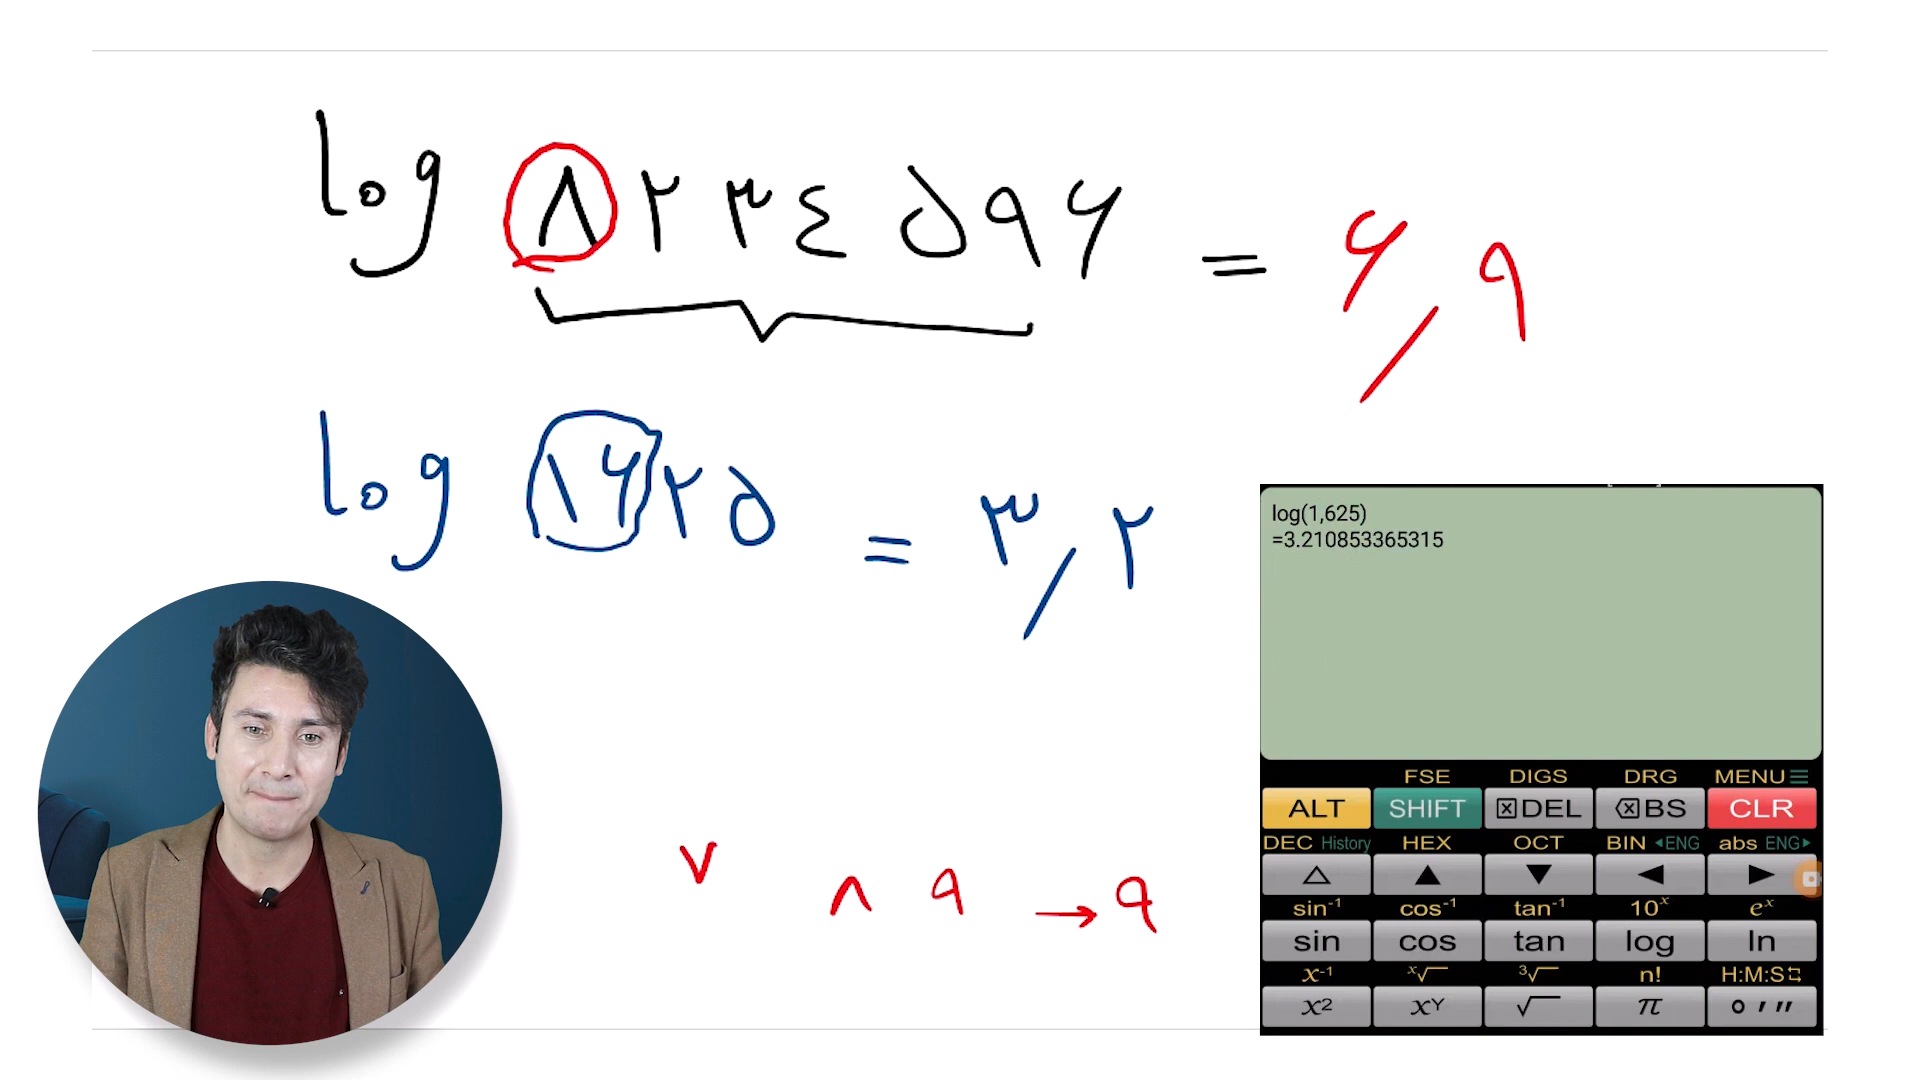 log ۸۲۳۴۵۹۶ = ۶٫۹
log ۱۶۲۵ = ۳٫۲
۷ ۸ ۹ → ۹
log(1,625)
=3.210853365315
FSE DIGS DRG MENU
ALT SHIFT DEL BS CLR
DEC History HEX OCT BIN ◂ENG abs ENG▸
△ ▲ ▼ ◀ ▶
sin⁻¹ cos⁻¹ tan⁻¹ 10ˣ eˣ
sin cos tan log ln
x⁻¹ ˣ√ ³√ n! H:M:S
x² xʸ √ π ° ′ ″